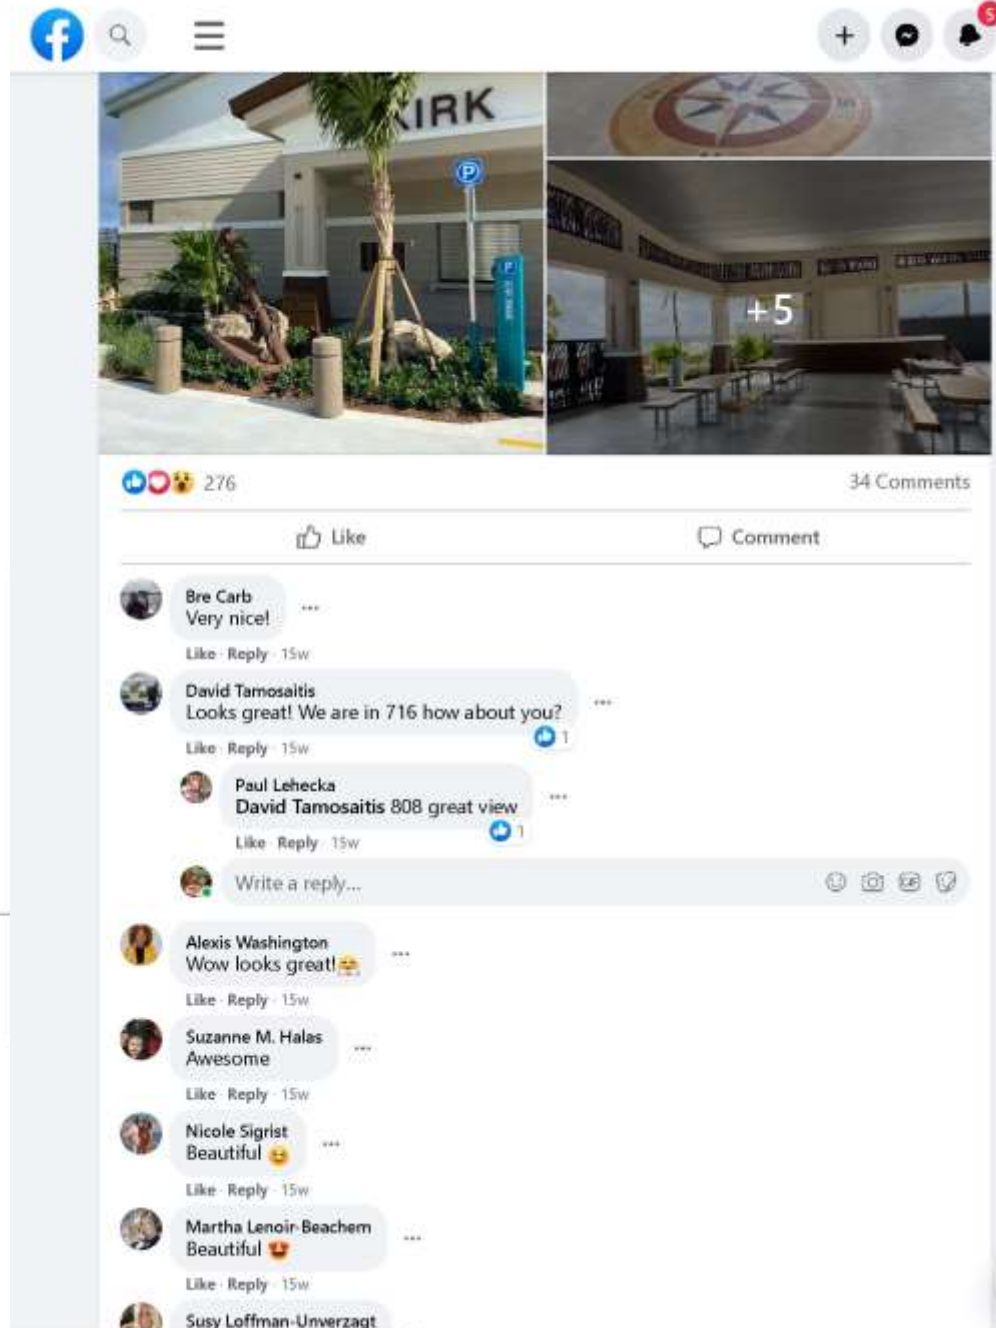 5
KIRK
P
P
+5
276
34 Comments
Like
Comment
Bre Carb
Very nice!
Like · Reply · 15w
David Tamosaitis
Looks great! We are in 716 how about you?
1
Like · Reply · 15w
Paul Lehecka
David Tamosaitis 808 great view
1
Like · Reply · 15w
Write a reply...
GIF
Alexis Washington
Wow looks great!
Like · Reply · 15w
Suzanne M. Halas
Awesome
Like · Reply · 15w
Nicole Sigrist
Beautiful
Like · Reply · 15w
Martha Lenoir-Beachem
Beautiful
Like · Reply · 15w
Susy Loffman-Unverzagt